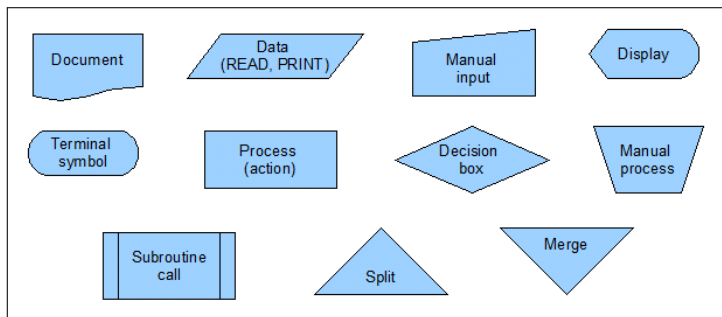 Document
Data
(READ, PRINT)
Manual
input
Display
Terminal
symbol
Process
(action)
Decision
box
Manual
process
Subroutine
call
Split
Merge